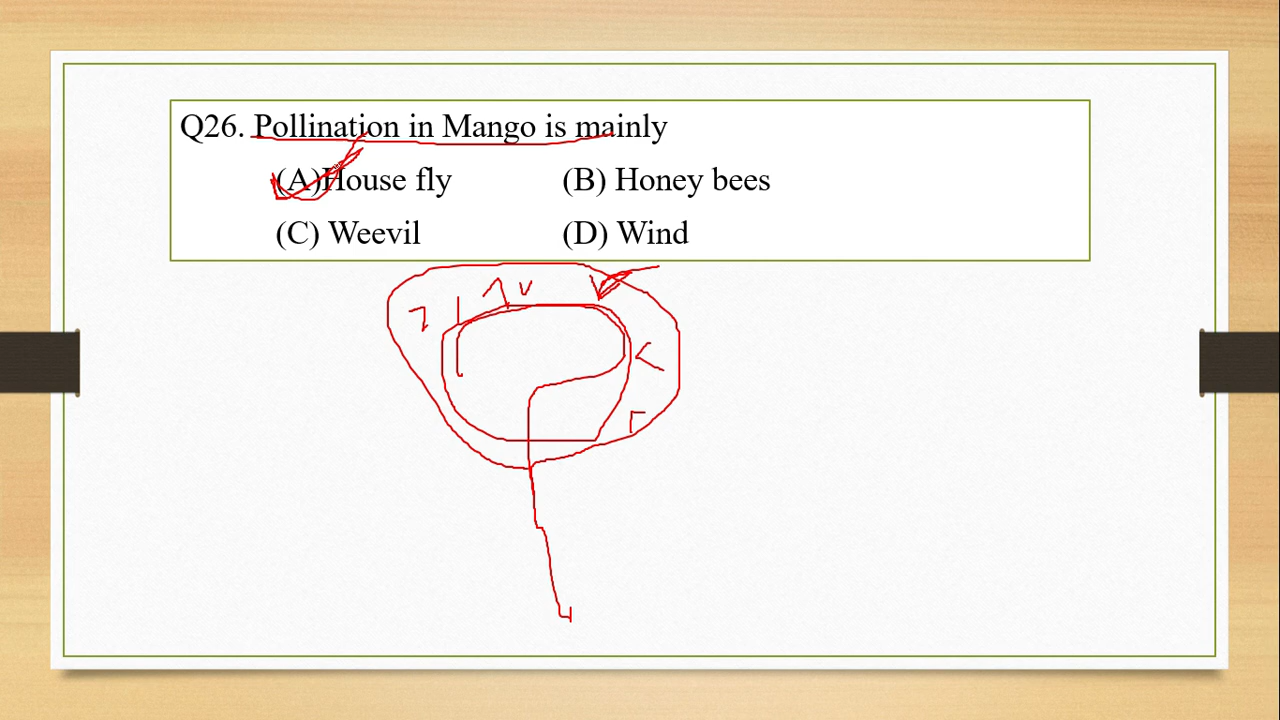 Q26. Pollination in Mango is mainly
(A)House fly (B) Honey bees
(C) Weevil (D) Wind